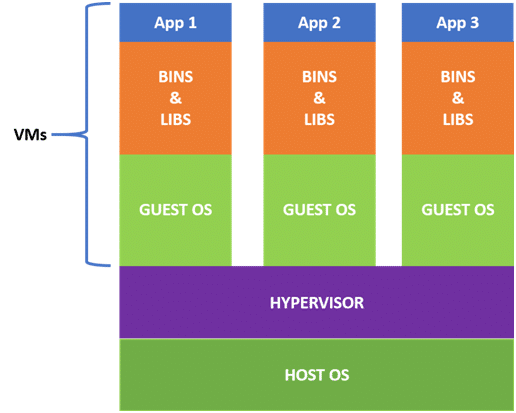 App 1
App 2
App 3
BINS
&
LIBS
BINS
&
LIBS
BINS
&
LIBS
VMs
GUEST OS
GUEST OS
GUEST OS
HYPERVISOR
HOST OS